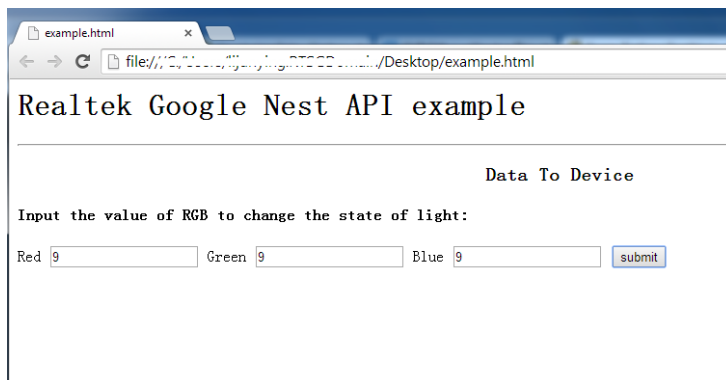 example.html
file:///C:/Users/ /Desktop/example.html
Realtek Google Nest API example
Data To Device
Input the value of RGB to change the state of light:
Red 9 Green 9 Blue 9 submit